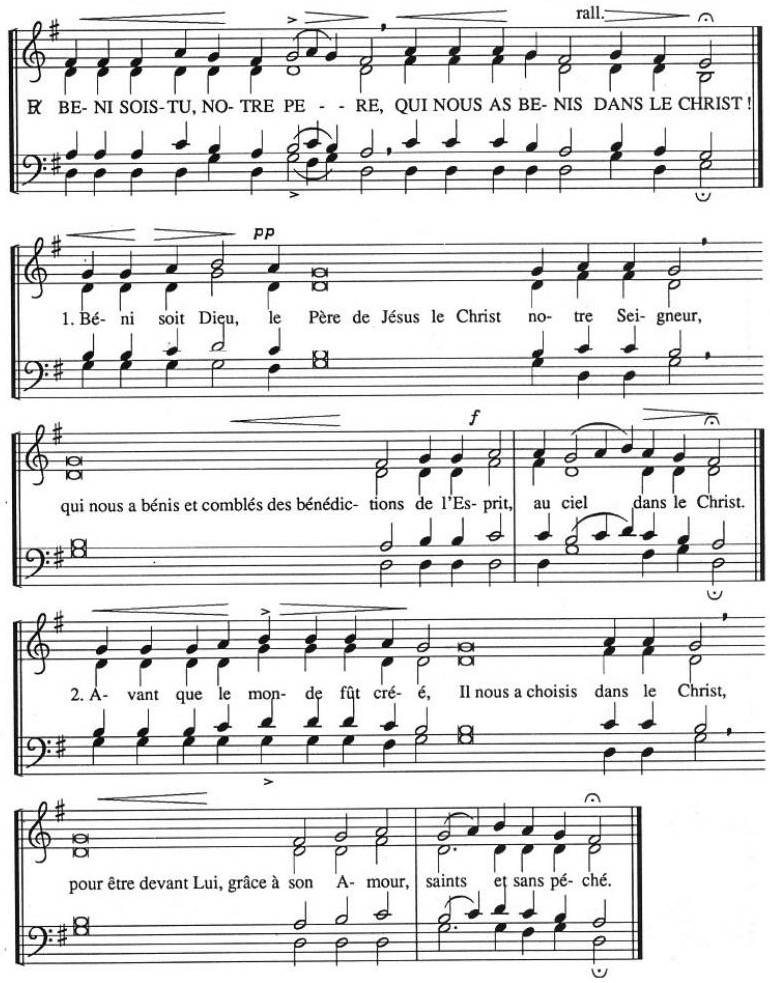 rall.
℟ BE- NI SOIS-TU, NO- TRE PE - - RE, QUI NOUS AS BE- NIS DANS LE CHRIST !
pp
1. Bé- ni soit Dieu, le Père de Jésus le Christ no- tre Sei- gneur,
f
qui nous a bénis et comblés des bénédic- tions de l'Es- prit, au ciel dans le Christ.
2. A- vant que le mon- de fût cré- é, Il nous a choisis dans le Christ,
pour être devant Lui, grâce à son A- mour, saints et sans pé- ché.